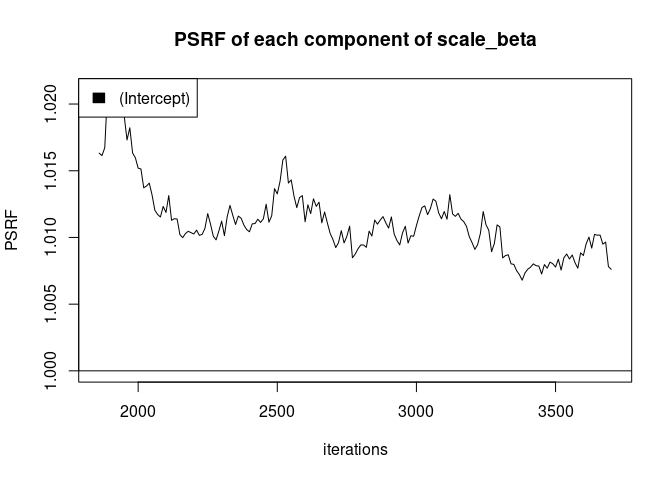 PSRF of each component of scale_beta
(Intercept)
PSRF
1.020
1.015
1.010
1.005
1.000
2000 2500 3000 3500
iterations